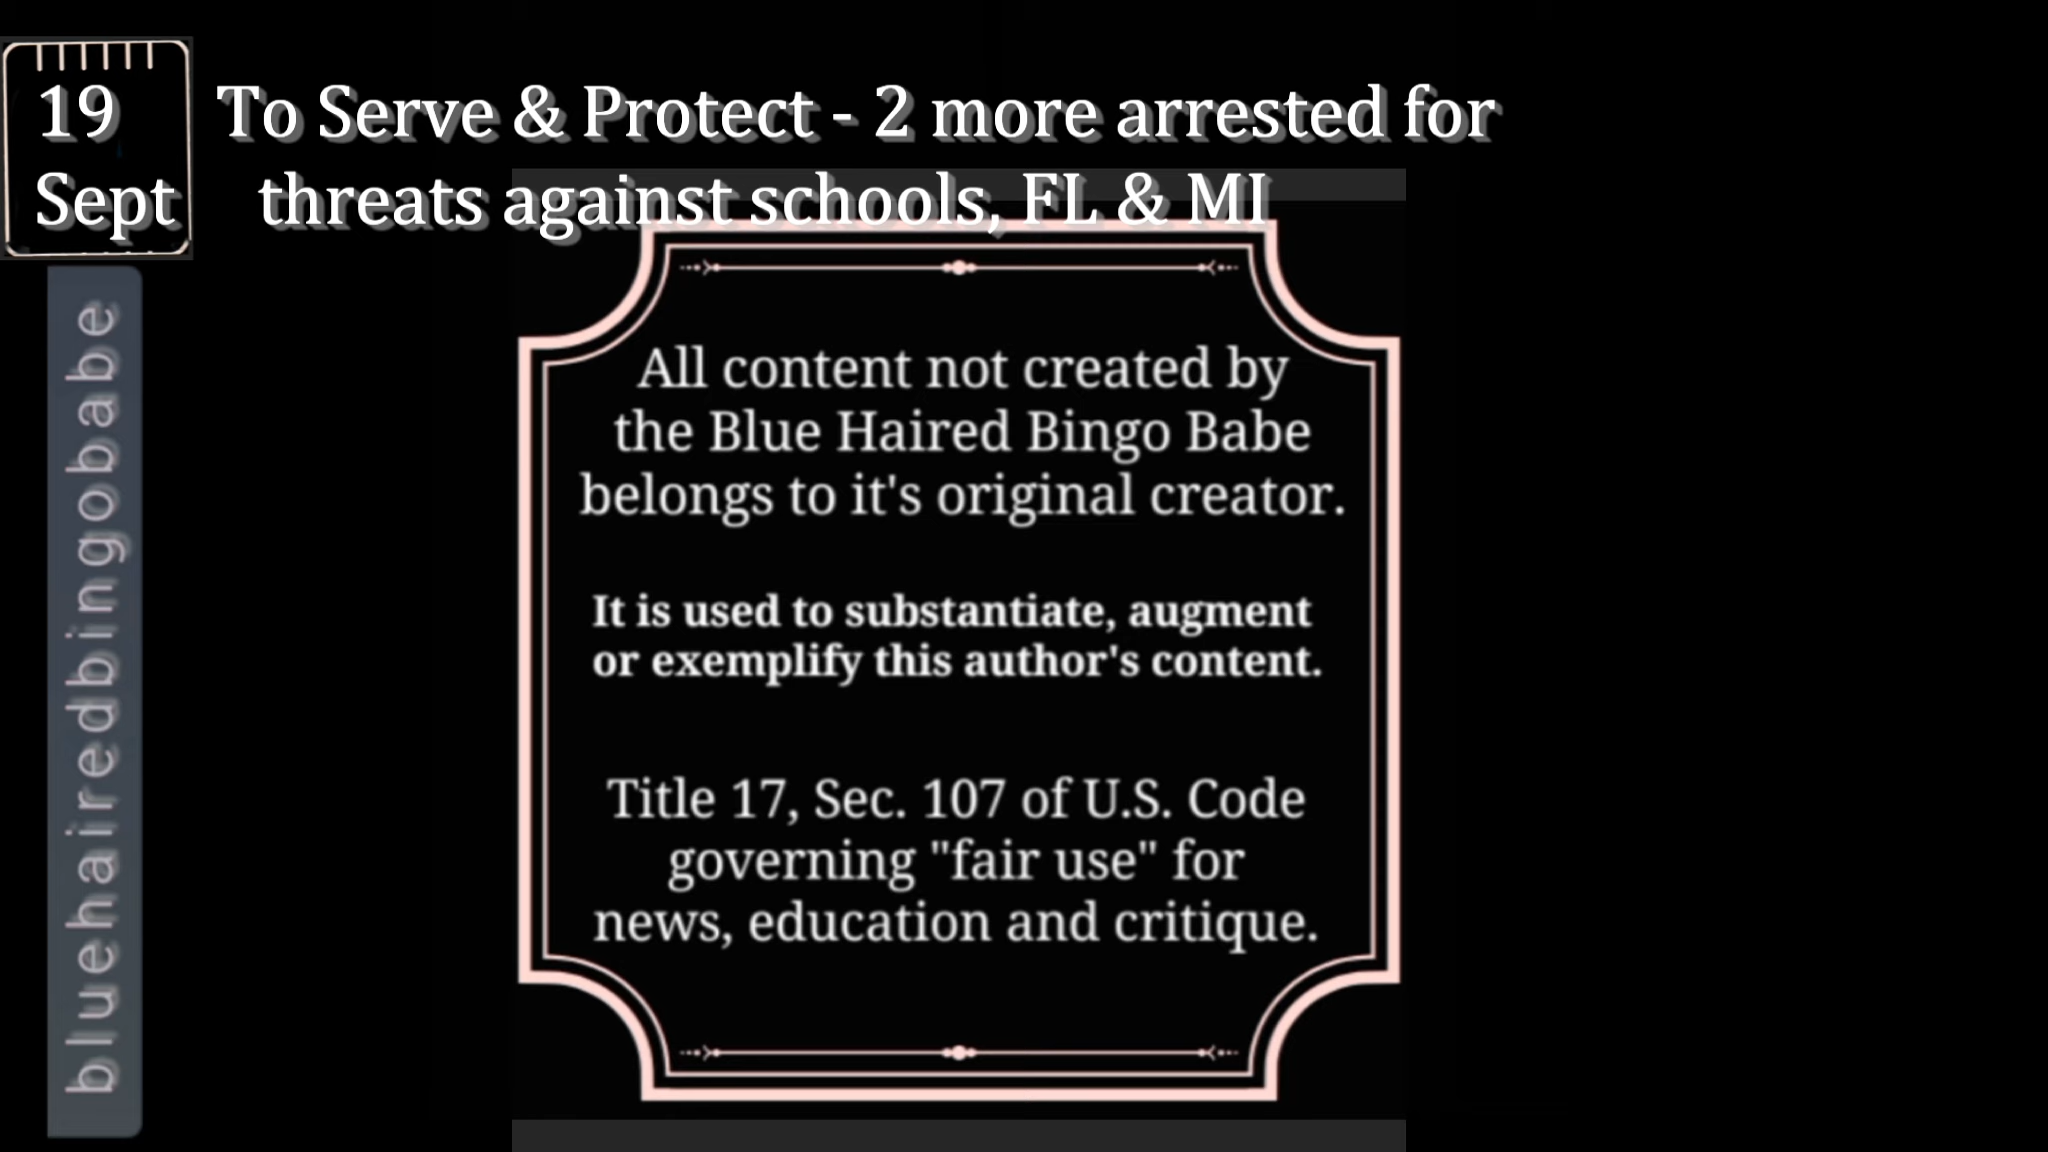 19
Sept
To Serve & Protect - 2 more arrested for
threats against schools, FL & MI
bluehairedbingobabe
All content not created by
the Blue Haired Bingo Babe
belongs to it's original creator.
It is used to substantiate, augment
or exemplify this author's content.
Title 17, Sec. 107 of U.S. Code
governing "fair use" for
news, education and critique.